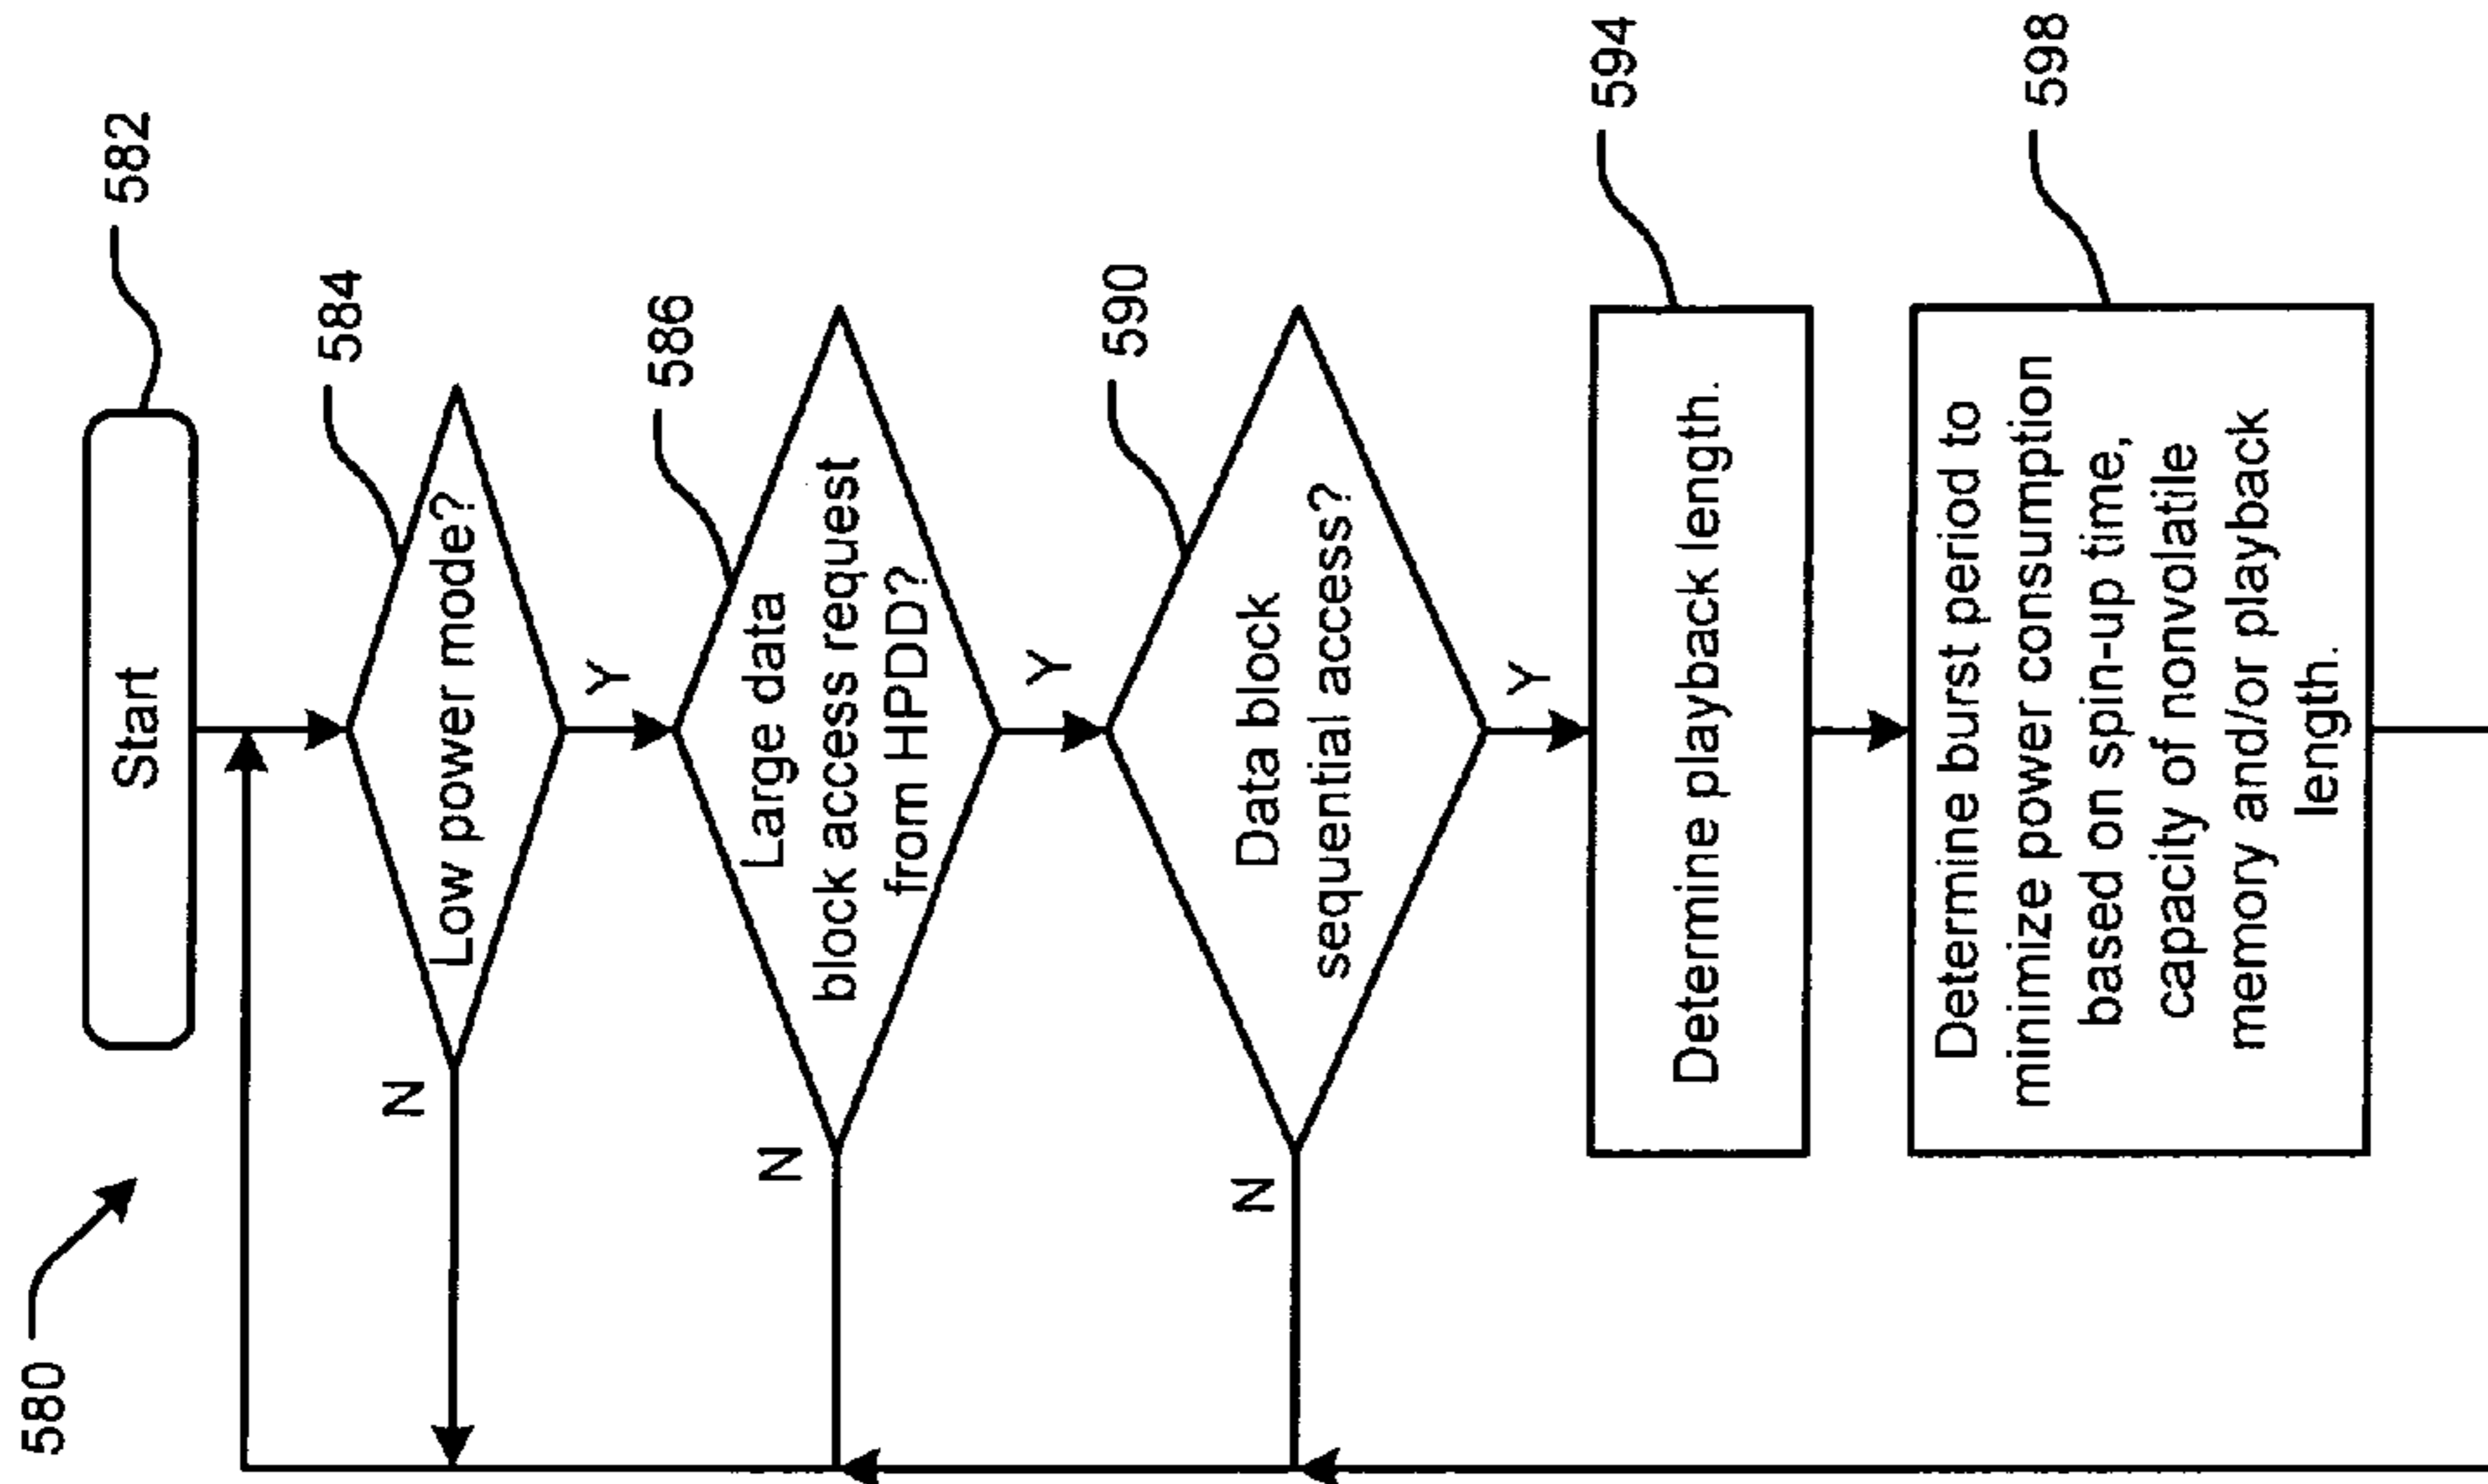 580
Start
582
Low power mode?
584
N
Y
Large data
block access request
from HPDD?
586
N
Y
Data block
sequential access?
590
N
Y
Determine playback length.
594
Determine burst period to
minimize power consumption
based on spin-up time,
capacity of nonvolatile
memory and/or playback
length.
598